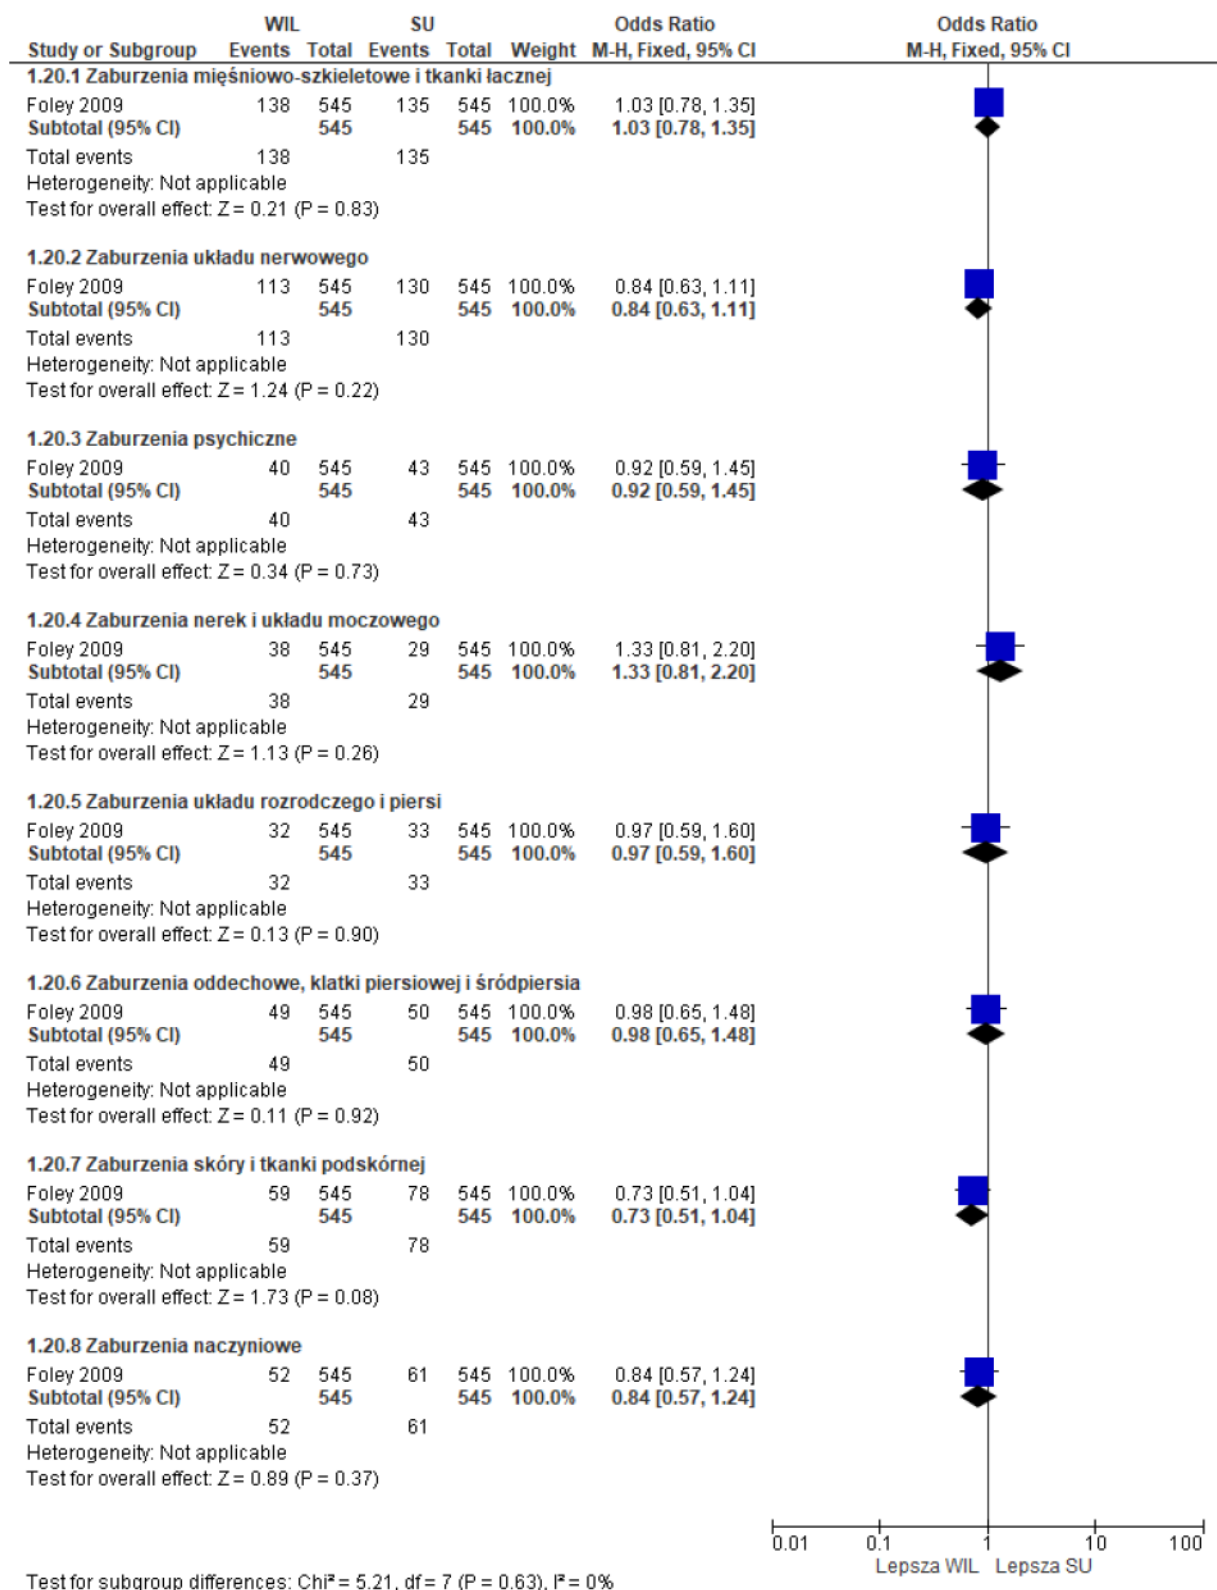 WIL SU Odds Ratio Odds Ratio
Study or Subgroup Events Total Events Total Weight M-H, Fixed, 95% CI M-H, Fixed, 95% CI
1.20.1 Zaburzenia mięśniowo-szkieletowe i tkanki łacznej
Foley 2009 138 545 135 545 100.0% 1.03 [0.78, 1.35]
Subtotal (95% CI) 545 545 100.0% 1.03 [0.78, 1.35]
Total events 138 135
Heterogeneity: Not applicable
Test for overall effect: Z = 0.21 (P = 0.83)
1.20.2 Zaburzenia układu nerwowego
Foley 2009 113 545 130 545 100.0% 0.84 [0.63, 1.11]
Subtotal (95% CI) 545 545 100.0% 0.84 [0.63, 1.11]
Total events 113 130
Heterogeneity: Not applicable
Test for overall effect: Z = 1.24 (P = 0.22)
1.20.3 Zaburzenia psychiczne
Foley 2009 40 545 43 545 100.0% 0.92 [0.59, 1.45]
Subtotal (95% CI) 545 545 100.0% 0.92 [0.59, 1.45]
Total events 40 43
Heterogeneity: Not applicable
Test for overall effect: Z = 0.34 (P = 0.73)
1.20.4 Zaburzenia nerek i układu moczowego
Foley 2009 38 545 29 545 100.0% 1.33 [0.81, 2.20]
Subtotal (95% CI) 545 545 100.0% 1.33 [0.81, 2.20]
Total events 38 29
Heterogeneity: Not applicable
Test for overall effect: Z = 1.13 (P = 0.26)
1.20.5 Zaburzenia układu rozrodczego i piersi
Foley 2009 32 545 33 545 100.0% 0.97 [0.59, 1.60]
Subtotal (95% CI) 545 545 100.0% 0.97 [0.59, 1.60]
Total events 32 33
Heterogeneity: Not applicable
Test for overall effect: Z = 0.13 (P = 0.90)
1.20.6 Zaburzenia oddechowe, klatki piersiowej i śródpiersia
Foley 2009 49 545 50 545 100.0% 0.98 [0.65, 1.48]
Subtotal (95% CI) 545 545 100.0% 0.98 [0.65, 1.48]
Total events 49 50
Heterogeneity: Not applicable
Test for overall effect: Z = 0.11 (P = 0.92)
1.20.7 Zaburzenia skóry i tkanki podskórnej
Foley 2009 59 545 78 545 100.0% 0.73 [0.51, 1.04]
Subtotal (95% CI) 545 545 100.0% 0.73 [0.51, 1.04]
Total events 59 78
Heterogeneity: Not applicable
Test for overall effect: Z = 1.73 (P = 0.08)
1.20.8 Zaburzenia naczyniowe
Foley 2009 52 545 61 545 100.0% 0.84 [0.57, 1.24]
Subtotal (95% CI) 545 545 100.0% 0.84 [0.57, 1.24]
Total events 52 61
Heterogeneity: Not applicable
Test for overall effect: Z = 0.89 (P = 0.37)
0.01 0.1 1 10 100
Lepsza WIL Lepsza SU
Test for subgroup differences: Chi² = 5.21, df = 7 (P = 0.63), I² = 0%